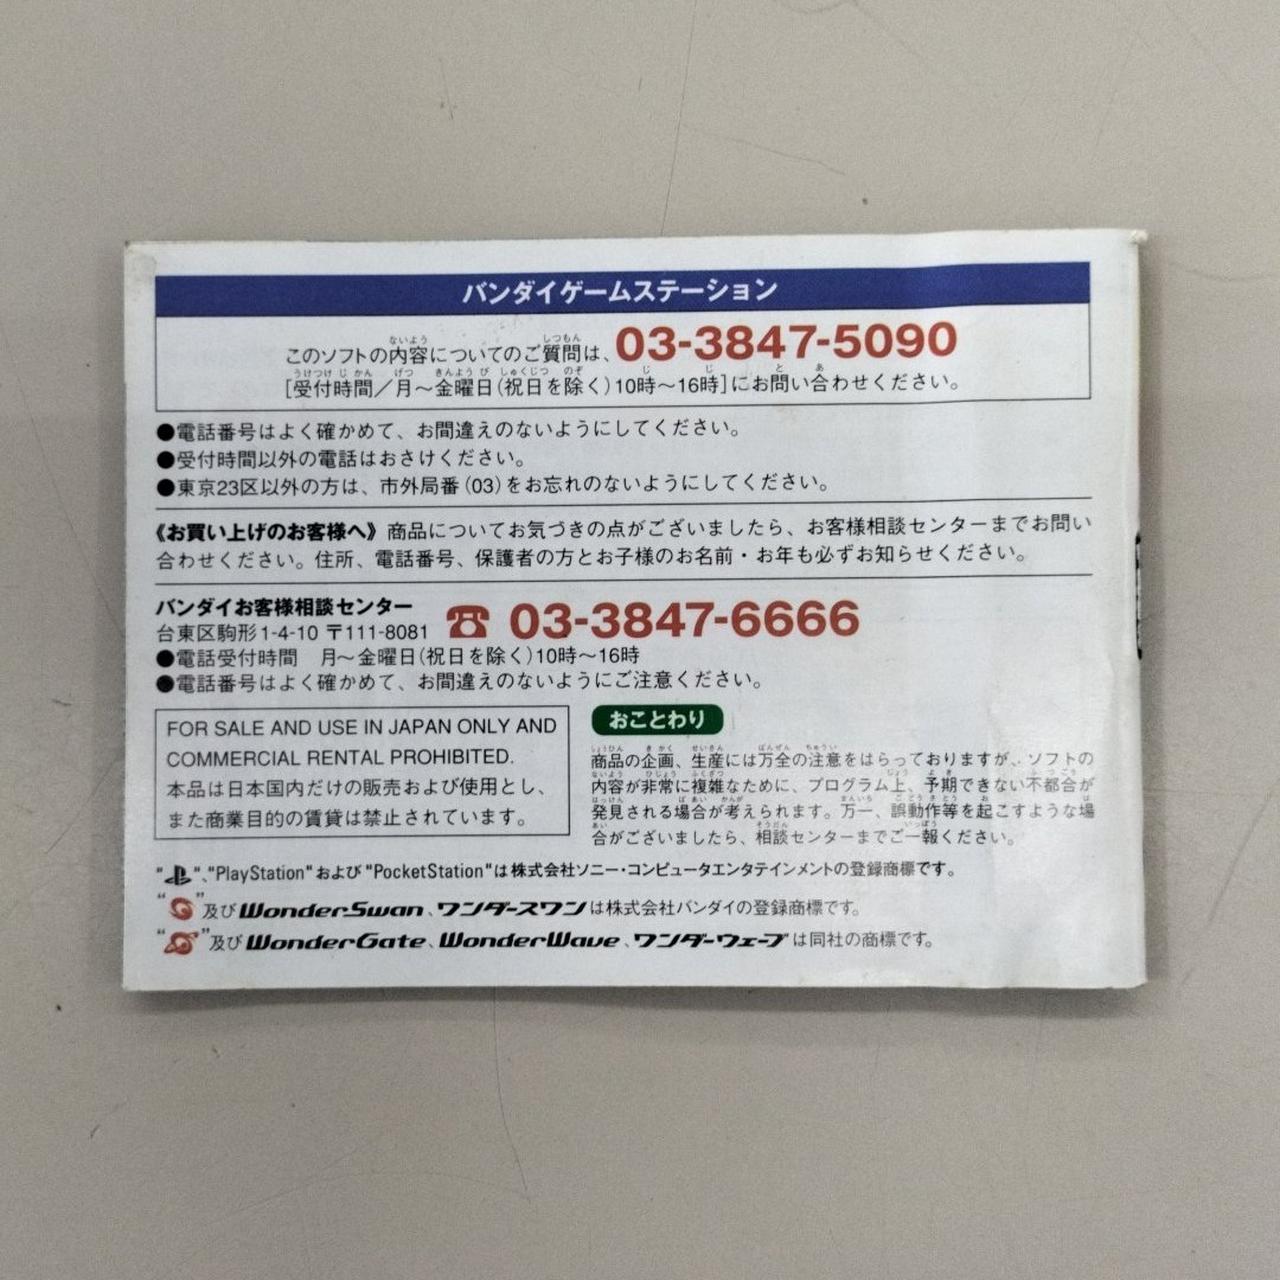 バンダイゲームステーション
このソフトの内容についてのご質問は、03-3847-5090
[受付時間／月〜金曜日(祝日を除く)10時〜16時]にお問い合わせください。
●電話番号はよく確かめて、お間違えのないようにしてください。
●受付時間以外の電話はおさけください。
●東京23区以外の方は、市外局番(03)をお忘れのないようにしてください。
《お買い上げのお客様へ》商品についてお気づきの点がございましたら、お客様相談センターまでお問い
合わせください。住所、電話番号、保護者の方とお子様のお名前・お年も必ずお知らせください。
バンダイお客様相談センター
台東区駒形1-4-10 〒111-8081
☎ 03-3847-6666
●電話受付時間　月〜金曜日(祝日を除く)10時〜16時
●電話番号はよく確かめて、お間違えのないようにご注意ください。
FOR SALE AND USE IN JAPAN ONLY AND
COMMERCIAL RENTAL PROHIBITED.
本品は日本国内だけの販売および使用とし、
また商業目的の賃貸は禁止されています。
おことわり
商品の企画、生産には万全の注意をはらっておりますが、ソフトの
内容が非常に複雑なために、プログラム上、予期できない不都合が
発見される場合が考えられます。万一、誤動作等を起こすような場
合がございましたら、相談センターまでご一報ください。
“ ”、"PlayStation"および"PocketStation"は株式会社ソニー・コンピュータエンタテインメントの登録商標です。
“ ”及びWonderSwan、ワンダースワンは株式会社バンダイの登録商標です。
“ ”及びWonderGate、WonderWave、ワンダーウェーブは同社の商標です。